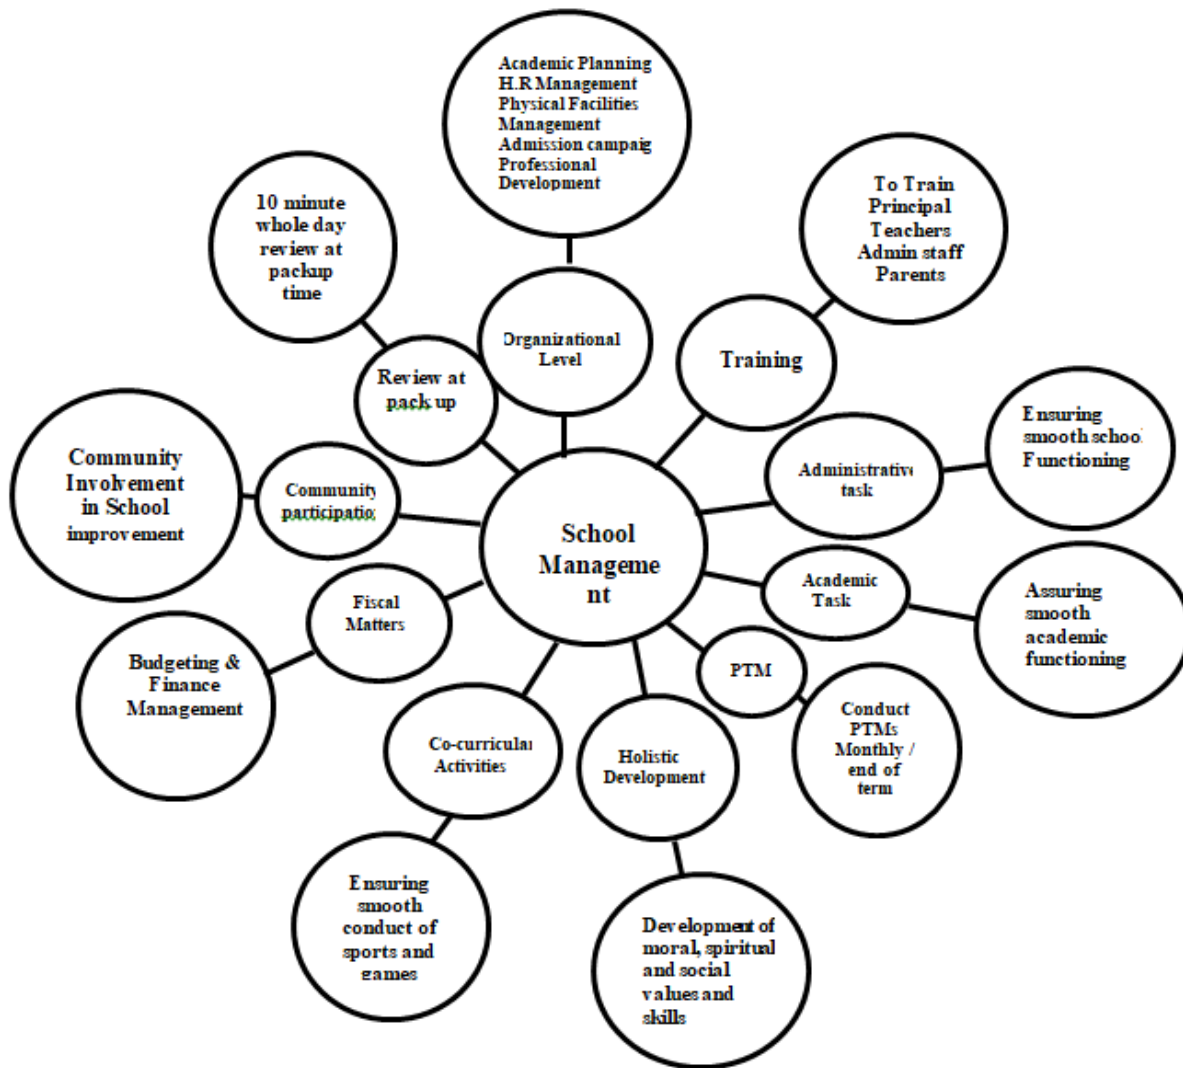 Academic Planning
H.R Management
Physical Facilities
Management
Admission campaig
Professional
Development
Organizational
Level
To Train
Principal
Teachers
Admin staff
Parents
Training
Ensuring
smooth school
Functioning
Administrative
task
Assuring
smooth
academic
functioning
Academic
Task
Conduct
PTMs
Monthly /
end of
term
PTM
Development of
moral, spiritual
and social
values and
skills
Holistic
Development
Ensuring
smooth
conduct of
sports and
games
Co-curricular
Activities
Budgeting &
Finance
Management
Fiscal
Matters
Community
Involvement
in School
improvement
Community
participation
10 minute
whole day
review at
packup
time
Review at
pack up
School
Manageme
nt